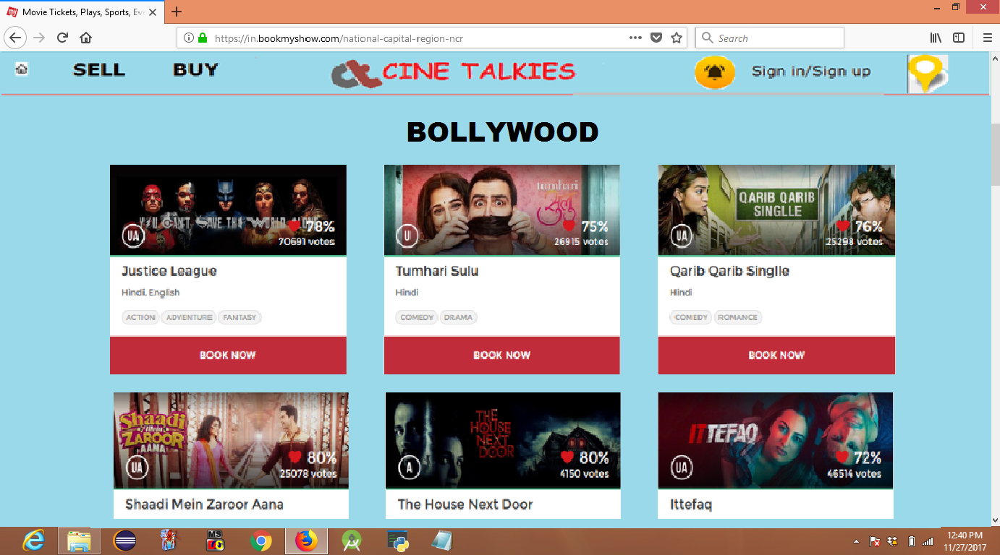 Movie Tickets, Plays, Sports, Eve
https://in.bookmyshow.com/national-capital-region-ncr
Search
SELL
BUY
CINE TALKIES
Sign in/Sign up
BOLLYWOOD
YOU CAN'T SAVE THE WORLD ALONE
UA
78%
70691 votes
tumhari
सुलु
U
75%
26915 votes
QARIB QARIB
SINGLLE
UA
76%
25298 votes
Justice League
Tumhari Sulu
Qarib Qarib Singlle
Hindi, English
Hindi
Hindi
ACTION
ADVENTURE
FANTASY
COMEDY
DRAMA
COMEDY
ROMANCE
BOOK NOW
BOOK NOW
BOOK NOW
Shaadi
Mein
ZAROOR
AANA
UA
80%
25078 votes
THE
HOUSE
NEXT
DOOR
A
80%
4150 votes
ITTEFAQ
UA
72%
46514 votes
Shaadi Mein Zaroor Aana
The House Next Door
Ittefaq
MS
12:40 PM
11/27/2017